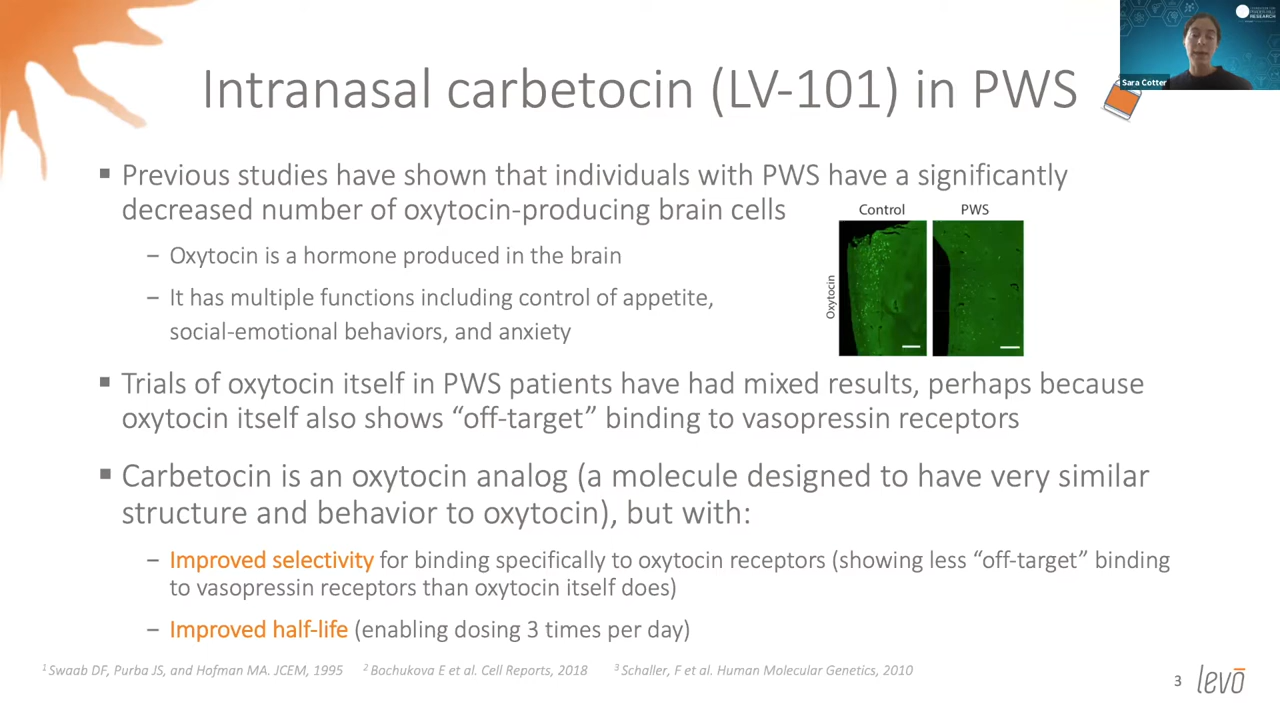 Intranasal carbetocin (LV-101) in PWS
Sara Cotter
▪ Previous studies have shown that individuals with PWS have a significantly
decreased number of oxytocin-producing brain cells
Control PWS
Oxytocin
– Oxytocin is a hormone produced in the brain
– It has multiple functions including control of appetite,
social-emotional behaviors, and anxiety
▪ Trials of oxytocin itself in PWS patients have had mixed results, perhaps because
oxytocin itself also shows “off-target” binding to vasopressin receptors
▪ Carbetocin is an oxytocin analog (a molecule designed to have very similar
structure and behavior to oxytocin), but with:
– Improved selectivity for binding specifically to oxytocin receptors (showing less “off-target” binding
to vasopressin receptors than oxytocin itself does)
– Improved half-life (enabling dosing 3 times per day)
1 Swaab DF, Purba JS, and Hofman MA. JCEM, 1995 2 Bochukova E et al. Cell Reports, 2018 3 Schaller, F et al. Human Molecular Genetics, 2010
3
levō